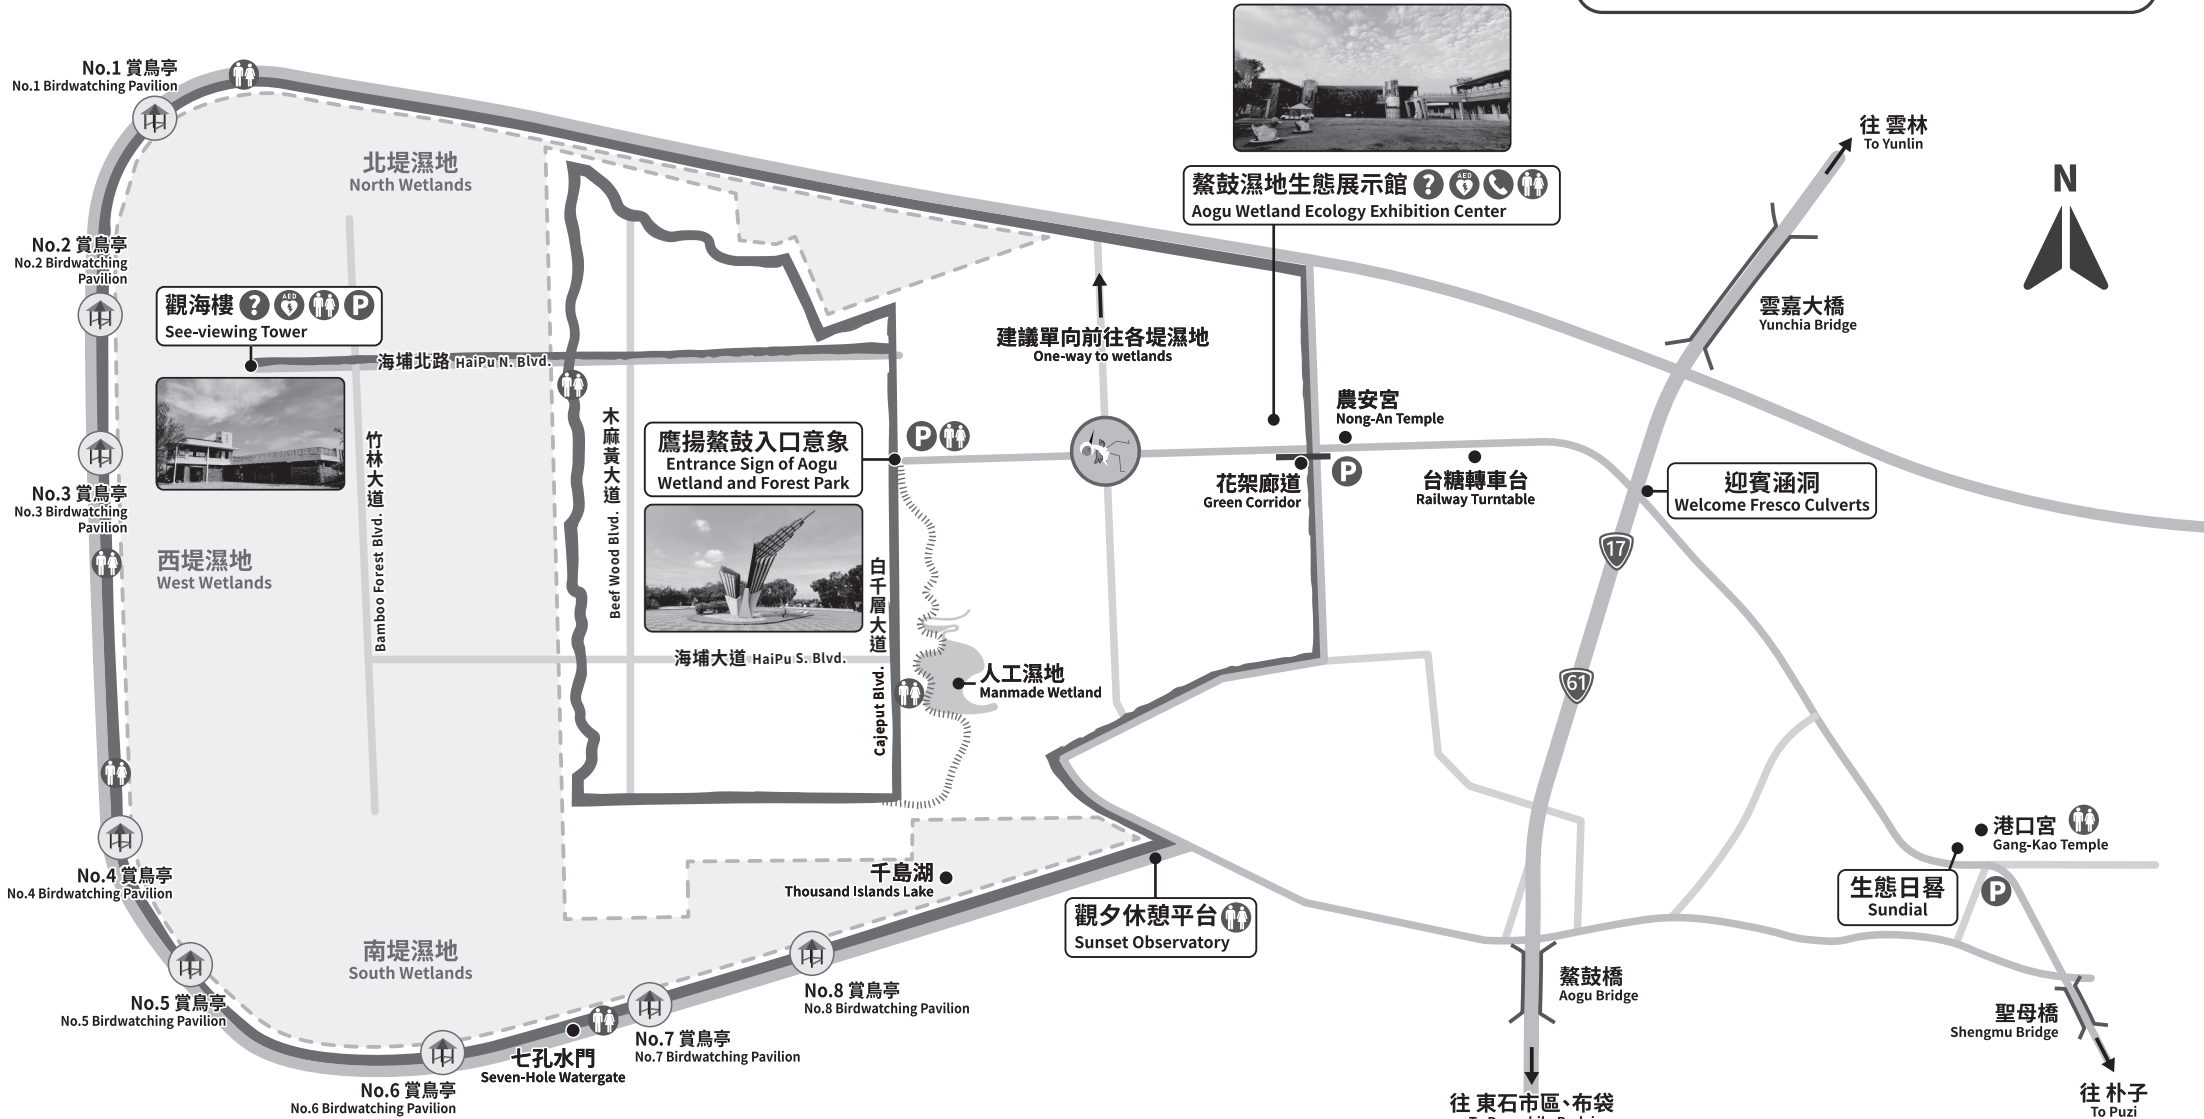 No.1 賞鳥亭
No.1 Birdwatching Pavilion
北堤濕地
North Wetlands
No.2 賞鳥亭
No.2 Birdwatching
Pavilion
觀海樓 ? AED P
See-viewing Tower
海埔北路 HaiPu N. Blvd.
No.3 賞鳥亭
No.3 Birdwatching
Pavilion
竹林大道 Bamboo Forest Blvd.
西堤濕地
West Wetlands
木麻黃大道 Beef Wood Blvd.
鷹揚鰲鼓入口意象
Entrance Sign of Aogu
Wetland and Forest Park
P
白千層大道 Cajeput Blvd.
海埔大道 HaiPu S. Blvd.
人工濕地
Manmade Wetland
建議單向前往各堤濕地
One-way to wetlands
鰲鼓濕地生態展示館 ? AED
Aogu Wetland Ecology Exhibition Center
農安宮
Nong-An Temple
花架廊道
Green Corridor
P
台糖轉車台
Railway Turntable
往 雲林
To Yunlin
N
雲嘉大橋
Yunchia Bridge
迎賓涵洞
Welcome Fresco Culverts
17
61
No.4 賞鳥亭
No.4 Birdwatching Pavilion
千島湖
Thousand Islands Lake
觀夕休憩平台
Sunset Observatory
南堤濕地
South Wetlands
No.5 賞鳥亭
No.5 Birdwatching Pavilion
No.6 賞鳥亭
No.6 Birdwatching Pavilion
七孔水門
Seven-Hole Watergate
No.7 賞鳥亭
No.7 Birdwatching Pavilion
No.8 賞鳥亭
No.8 Birdwatching Pavilion
港口宮
Gang-Kao Temple
生態日晷
Sundial
P
鰲鼓橋
Aogu Bridge
聖母橋
Shengmu Bridge
往 東石市區、布袋
往 朴子
To Puzi